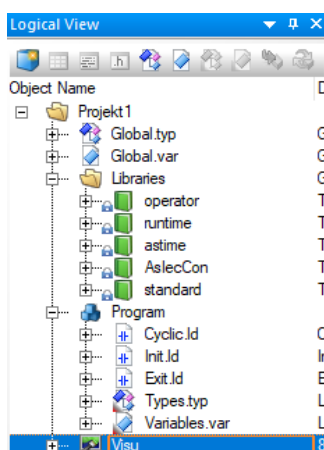 Logical View
Object Name
Projekt1
Global.typ
Global.var
Libraries
operator
runtime
astime
AsIecCon
standard
Program
Cyclic.ld
Init.ld
Exit.ld
Types.typ
Variables.var
Visu